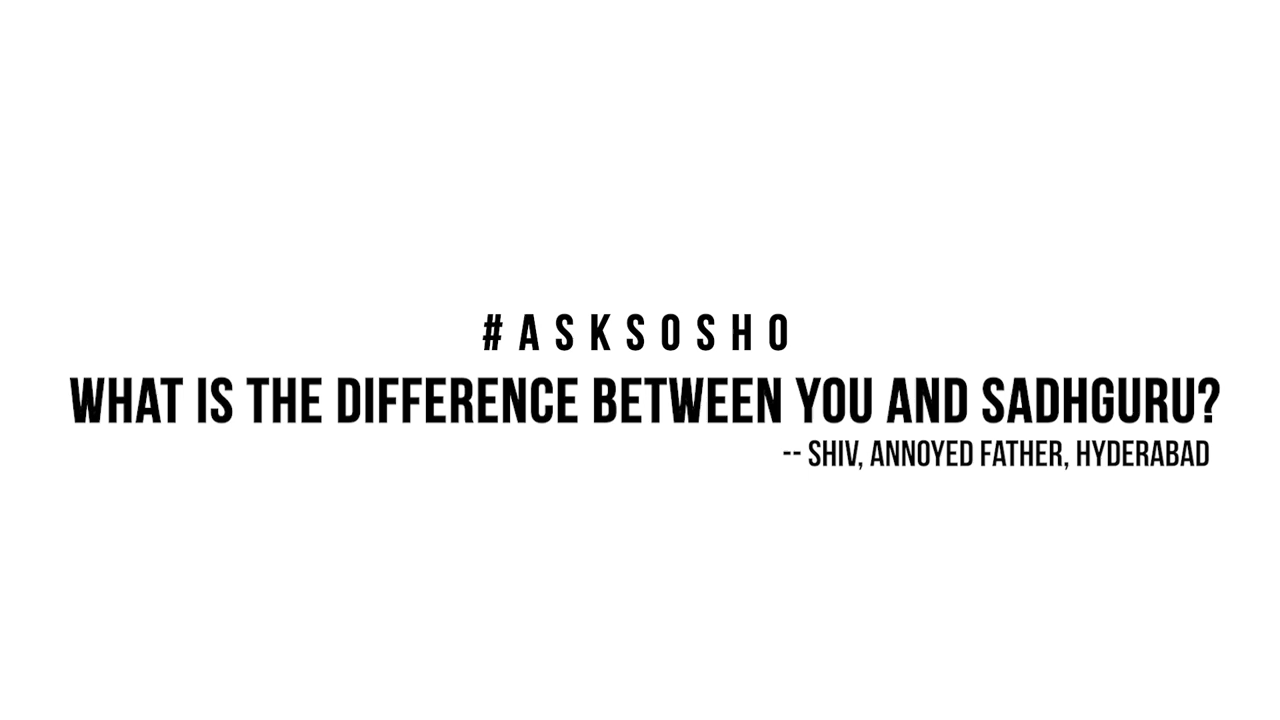 #ASKSOSHO
WHAT IS THE DIFFERENCE BETWEEN YOU AND SADHGURU?
-- SHIV, ANNOYED FATHER, HYDERABAD